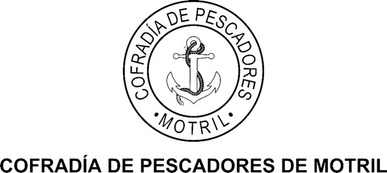 COFRADÍA DE PESCADORES
• MOTRIL •
COFRADÍA DE PESCADORES DE MOTRIL